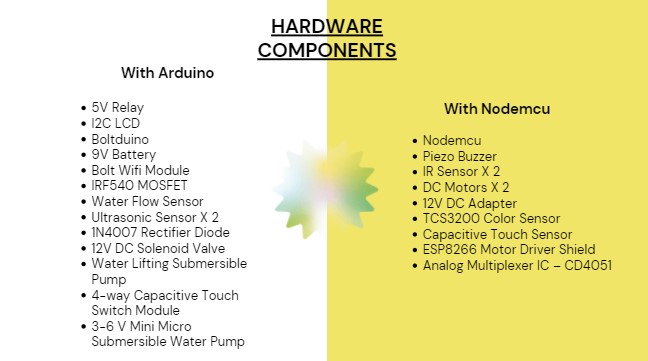 HARDWARE
COMPONENTS
With Arduino
• 5V Relay
• I2C LCD
• Boltduino
• 9V Battery
• Bolt Wifi Module
• IRF540 MOSFET
• Water Flow Sensor
• Ultrasonic Sensor X 2
• 1N4007 Rectifier Diode
• 12V DC Solenoid Valve
• Water Lifting Submersible
Pump
• 4-way Capacitive Touch
Switch Module
• 3-6 V Mini Micro
Submersible Water Pump
With Nodemcu
• Nodemcu
• Piezo Buzzer
• IR Sensor X 2
• DC Motors X 2
• 12V DC Adapter
• TCS3200 Color Sensor
• Capacitive Touch Sensor
• ESP8266 Motor Driver Shield
• Analog Multiplexer IC – CD4051